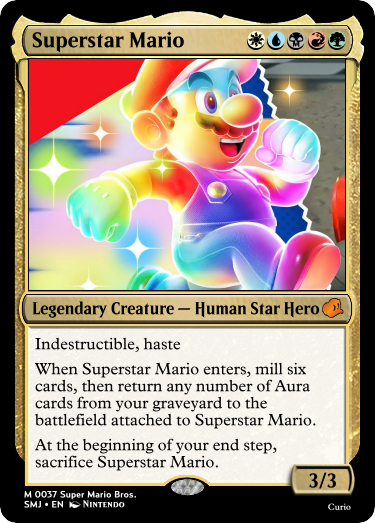 Superstar Mario
Legendary Creature — Human Star Hero
Indestructible, haste
When Superstar Mario enters, mill six
cards, then return any number of Aura
cards from your graveyard to the
battlefield attached to Superstar Mario.
At the beginning of your end step,
sacrifice Superstar Mario.
3/3
M 0037 Super Mario Bros.
SMJ • EN Nintendo
Curio